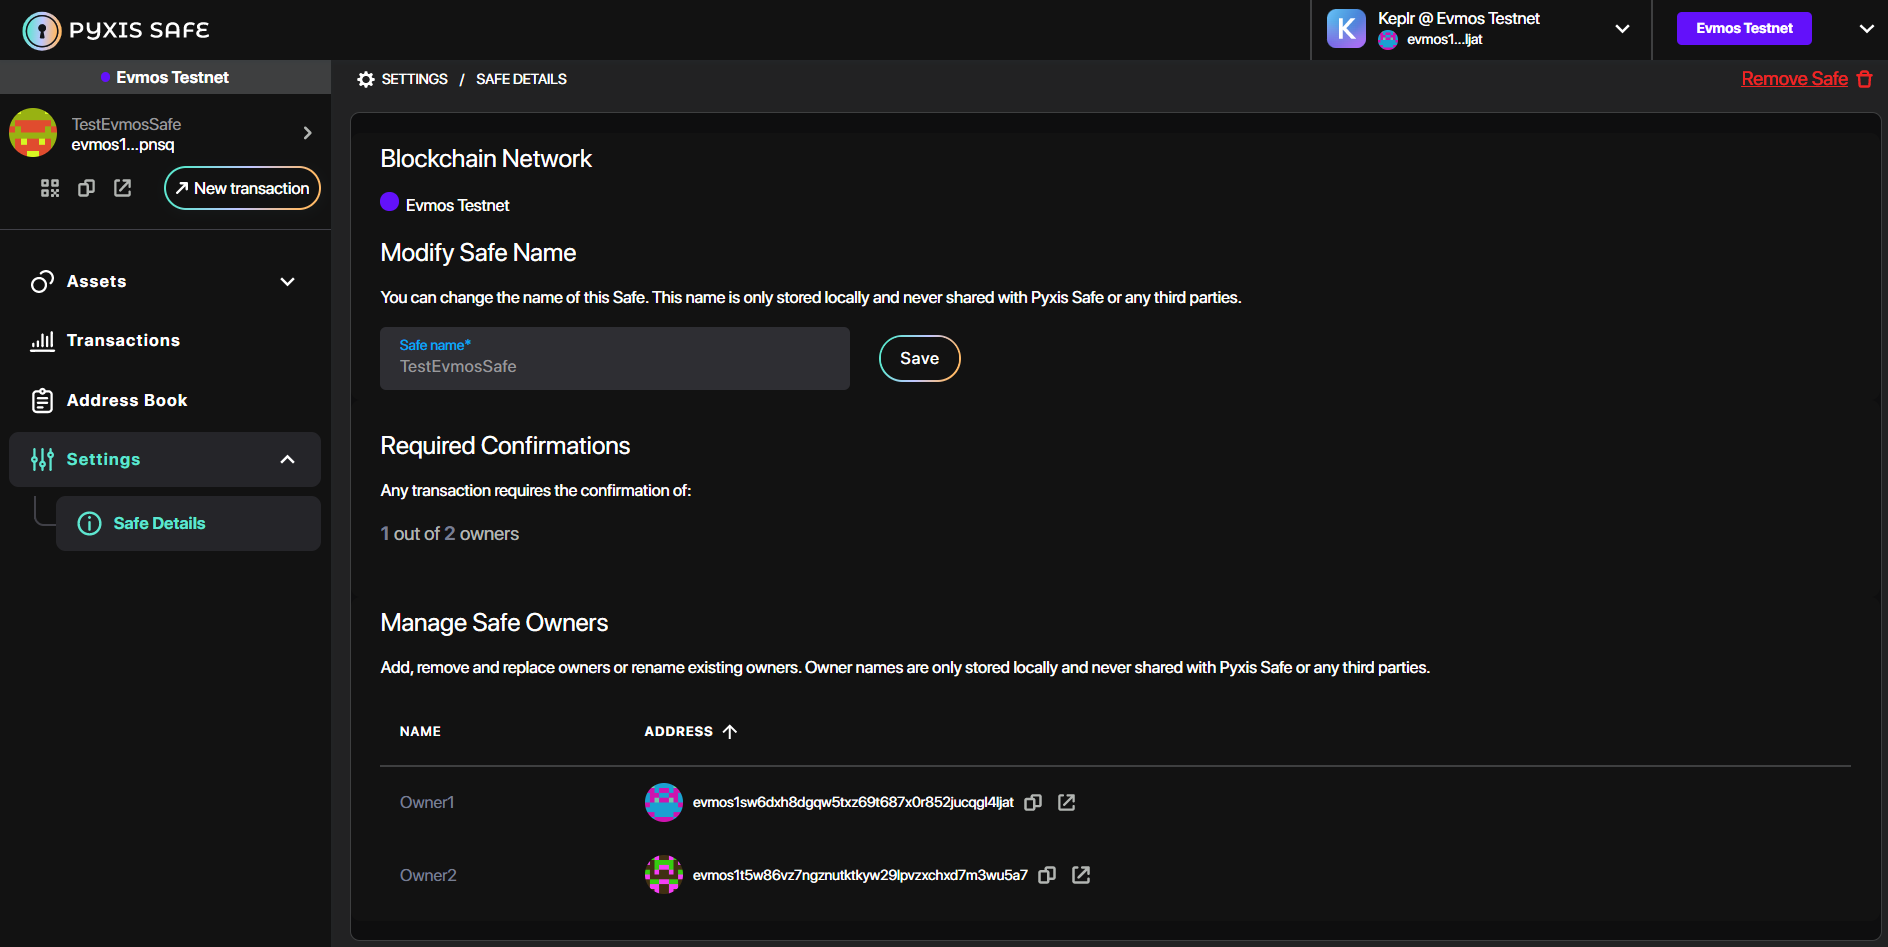 PYXIS SAFE
K
Keplr @ Evmos Testnet
evmos1...ljat
Evmos Testnet
Evmos Testnet
SETTINGS / SAFE DETAILS
Remove Safe
TestEvmosSafe
evmos1...pnsq
New transaction
Assets
Transactions
Address Book
Settings
Safe Details
Blockchain Network
Evmos Testnet
Modify Safe Name
You can change the name of this Safe. This name is only stored locally and never shared with Pyxis Safe or any third parties.
Safe name*
TestEvmosSafe
Save
Required Confirmations
Any transaction requires the confirmation of:
1 out of 2 owners
Manage Safe Owners
Add, remove and replace owners or rename existing owners. Owner names are only stored locally and never shared with Pyxis Safe or any third parties.
NAME ADDRESS
Owner1 evmos1sw6dxh8dgqw5txz69t687x0r852jucqgl4ljat
Owner2 evmos1t5w86vz7ngznutktkyw29lpvzxchxd7m3wu5a7